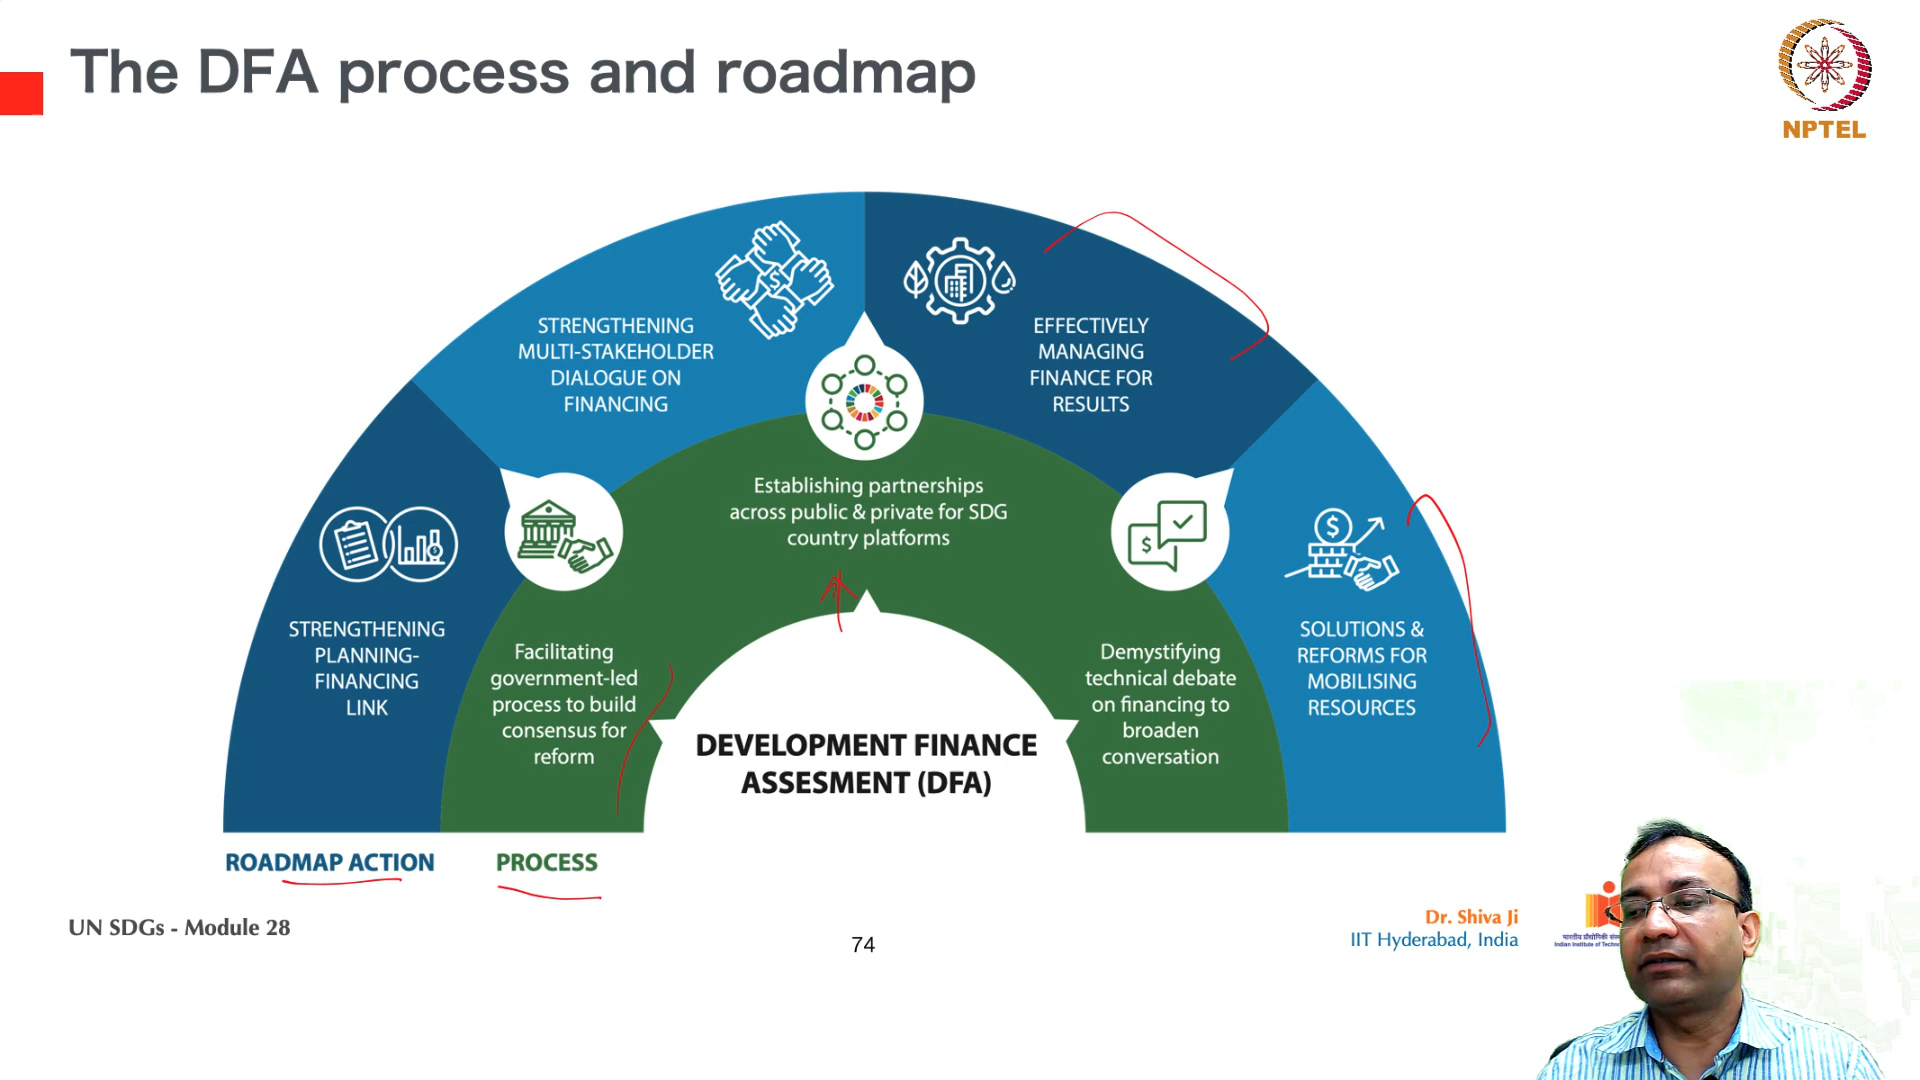 The DFA process and roadmap
NPTEL
STRENGTHENING
MULTI-STAKEHOLDER
DIALOGUE ON
FINANCING
EFFECTIVELY
MANAGING
FINANCE FOR
RESULTS
STRENGTHENING
PLANNING-
FINANCING
LINK
SOLUTIONS &
REFORMS FOR
MOBILISING
RESOURCES
Establishing partnerships
across public & private for SDG
country platforms
Facilitating
government-led
process to build
consensus for
reform
Demystifying
technical debate
on financing to
broaden
conversation
DEVELOPMENT FINANCE
ASSESMENT (DFA)
ROADMAP ACTION
PROCESS
UN SDGs - Module 28
74
Dr. Shiva Ji
IIT Hyderabad, India
Indian Institute of